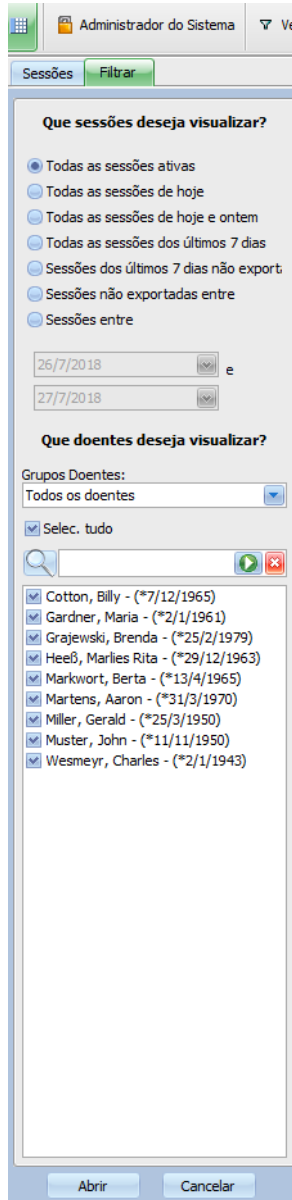 Administrador do Sistema
Sessões Filtrar
Que sessões deseja visualizar?
Todas as sessões ativas
Todas as sessões de hoje
Todas as sessões de hoje e ontem
Todas as sessões dos últimos 7 dias
Sessões dos últimos 7 dias não export
Sessões não exportadas entre
Sessões entre
26/7/2018 e
27/7/2018
Que doentes deseja visualizar?
Grupos Doentes:
Todos os doentes
Selec. tudo
Cotton, Billy - (*7/12/1965)
Gardner, Maria - (*2/1/1961)
Grajewski, Brenda - (*25/2/1979)
Heeß, Marlies Rita - (*29/12/1963)
Markwort, Berta - (*13/4/1965)
Martens, Aaron - (*31/3/1970)
Miller, Gerald - (*25/3/1950)
Muster, John - (*11/11/1950)
Wesmeyr, Charles - (*2/1/1943)
Abrir Cancelar